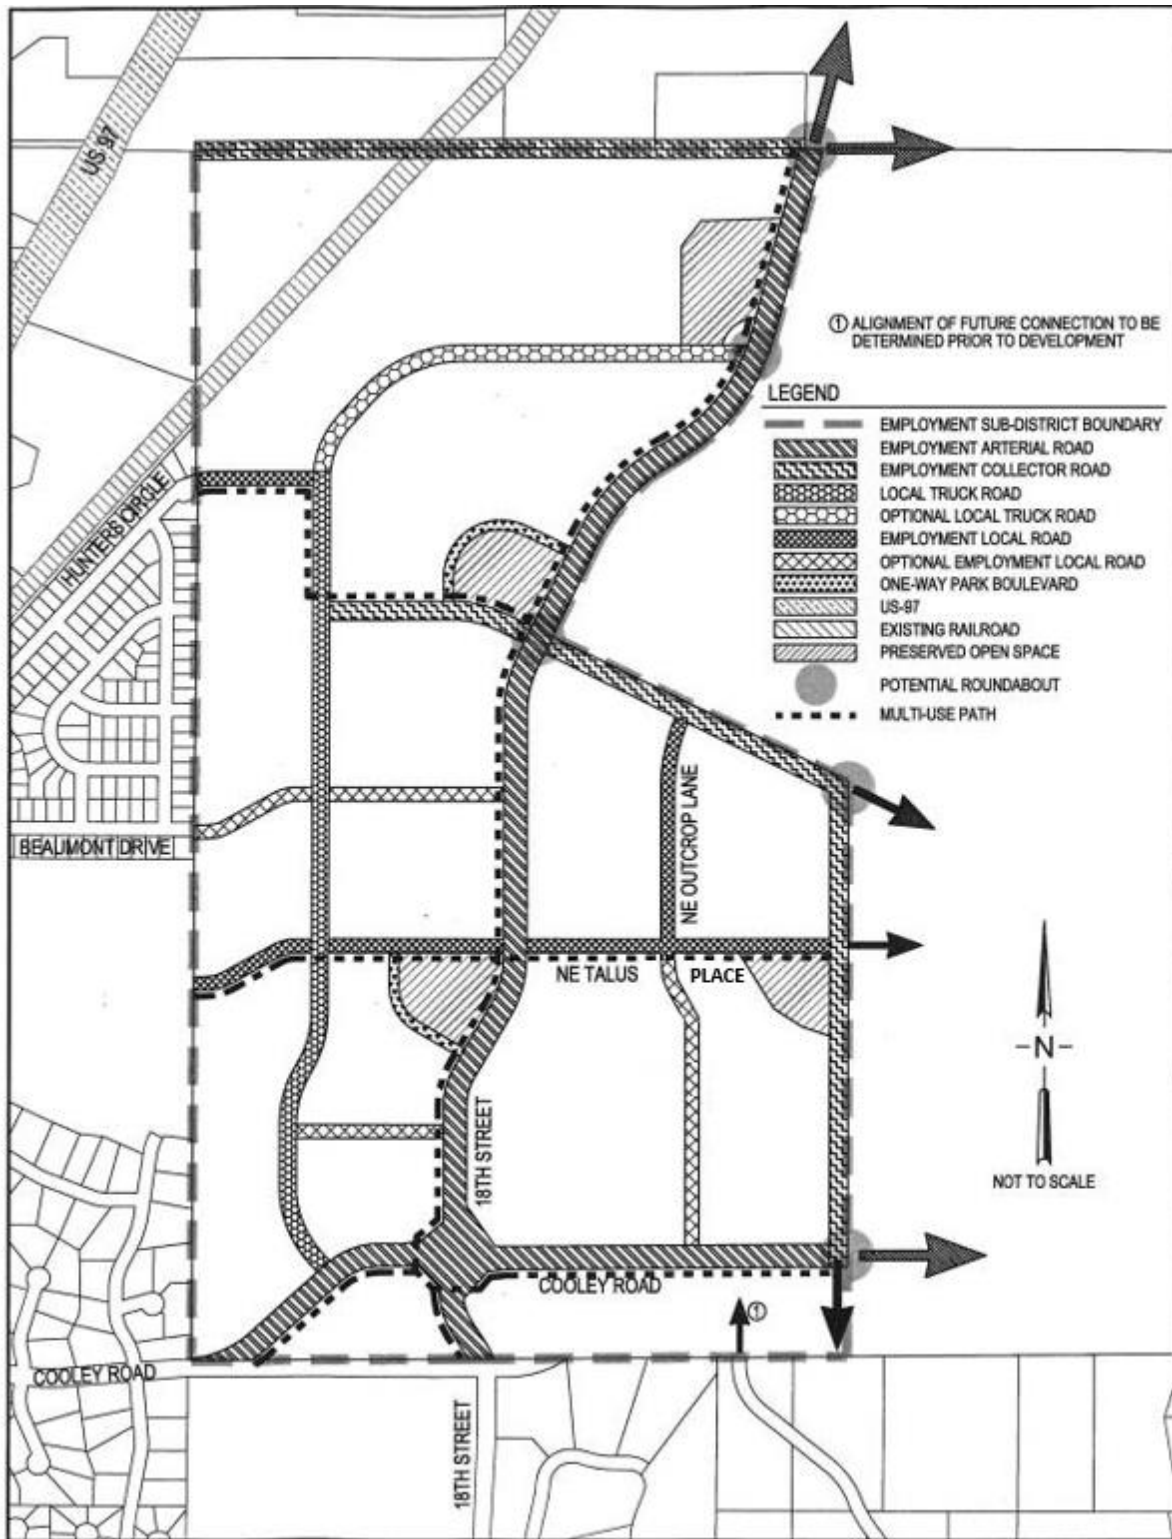 US 97
① ALIGNMENT OF FUTURE CONNECTION TO BE
DETERMINED PRIOR TO DEVELOPMENT
LEGEND
EMPLOYMENT SUB-DISTRICT BOUNDARY
EMPLOYMENT ARTERIAL ROAD
EMPLOYMENT COLLECTOR ROAD
LOCAL TRUCK ROAD
OPTIONAL LOCAL TRUCK ROAD
EMPLOYMENT LOCAL ROAD
OPTIONAL EMPLOYMENT LOCAL ROAD
ONE-WAY PARK BOULEVARD
US-97
EXISTING RAILROAD
PRESERVED OPEN SPACE
POTENTIAL ROUNDABOUT
MULTI-USE PATH
HUNTER'S CIRCLE
BEAUMONT DRIVE
NE OUTCROP LANE
NE TALUS PLACE
-N-
NOT TO SCALE
18TH STREET
COOLEY ROAD
①
COOLEY ROAD
18TH STREET